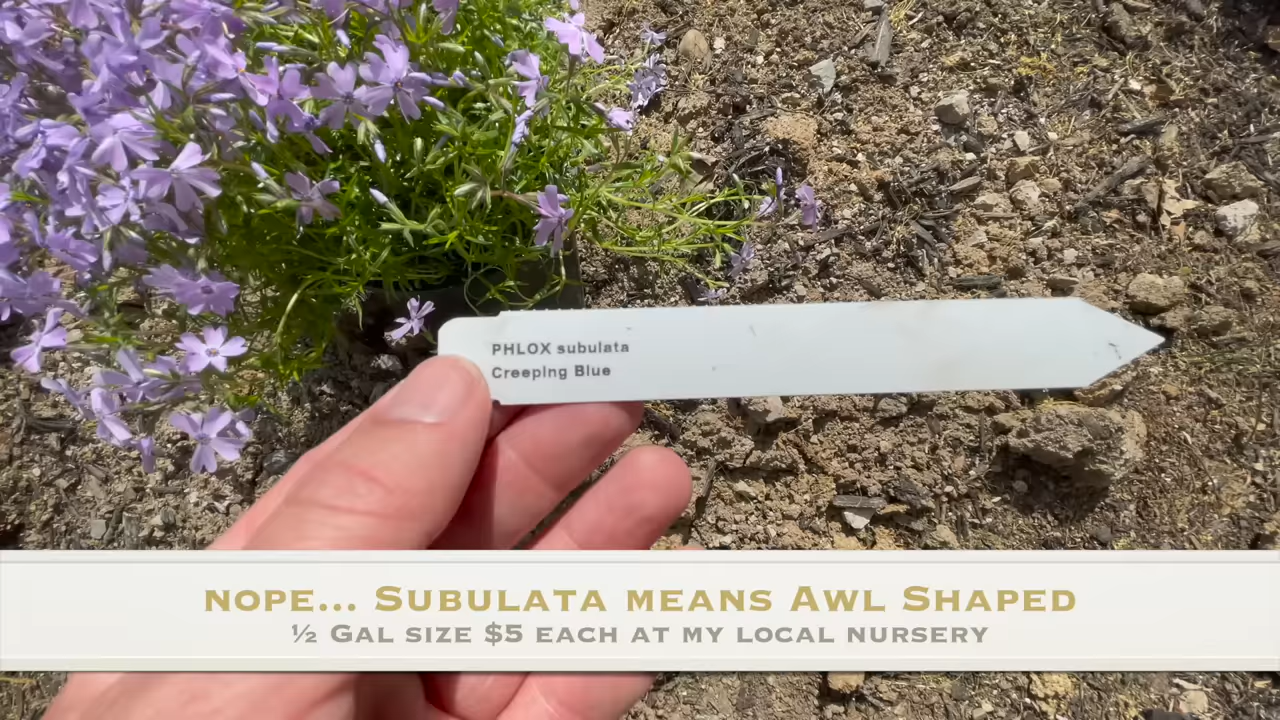 PHLOX subulata
Creeping Blue
NOPE... SUBULATA MEANS AWL SHAPED
½ GAL SIZE $5 EACH AT MY LOCAL NURSERY